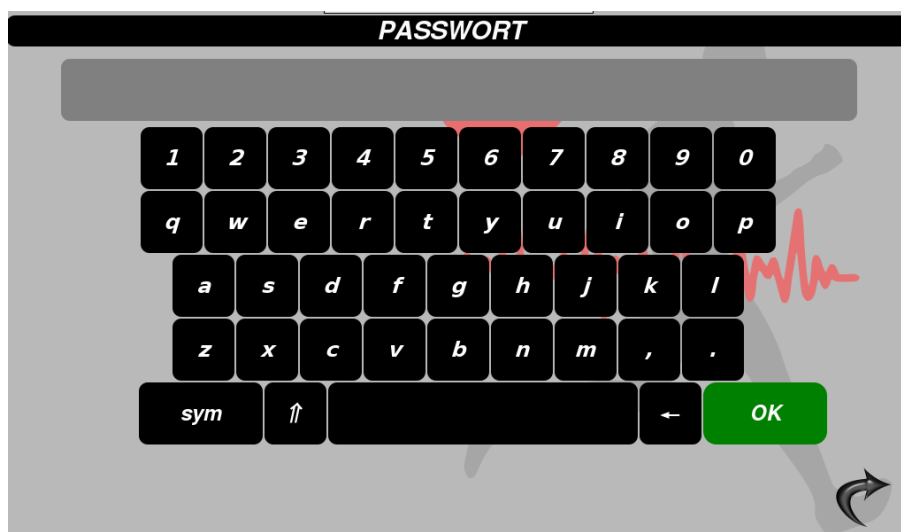 PASSWORT
1 2 3 4 5 6 7 8 9 0
q w e r t y u i o p
a s d f g h j k l
z x c v b n m , .
sym ⇑ ← OK